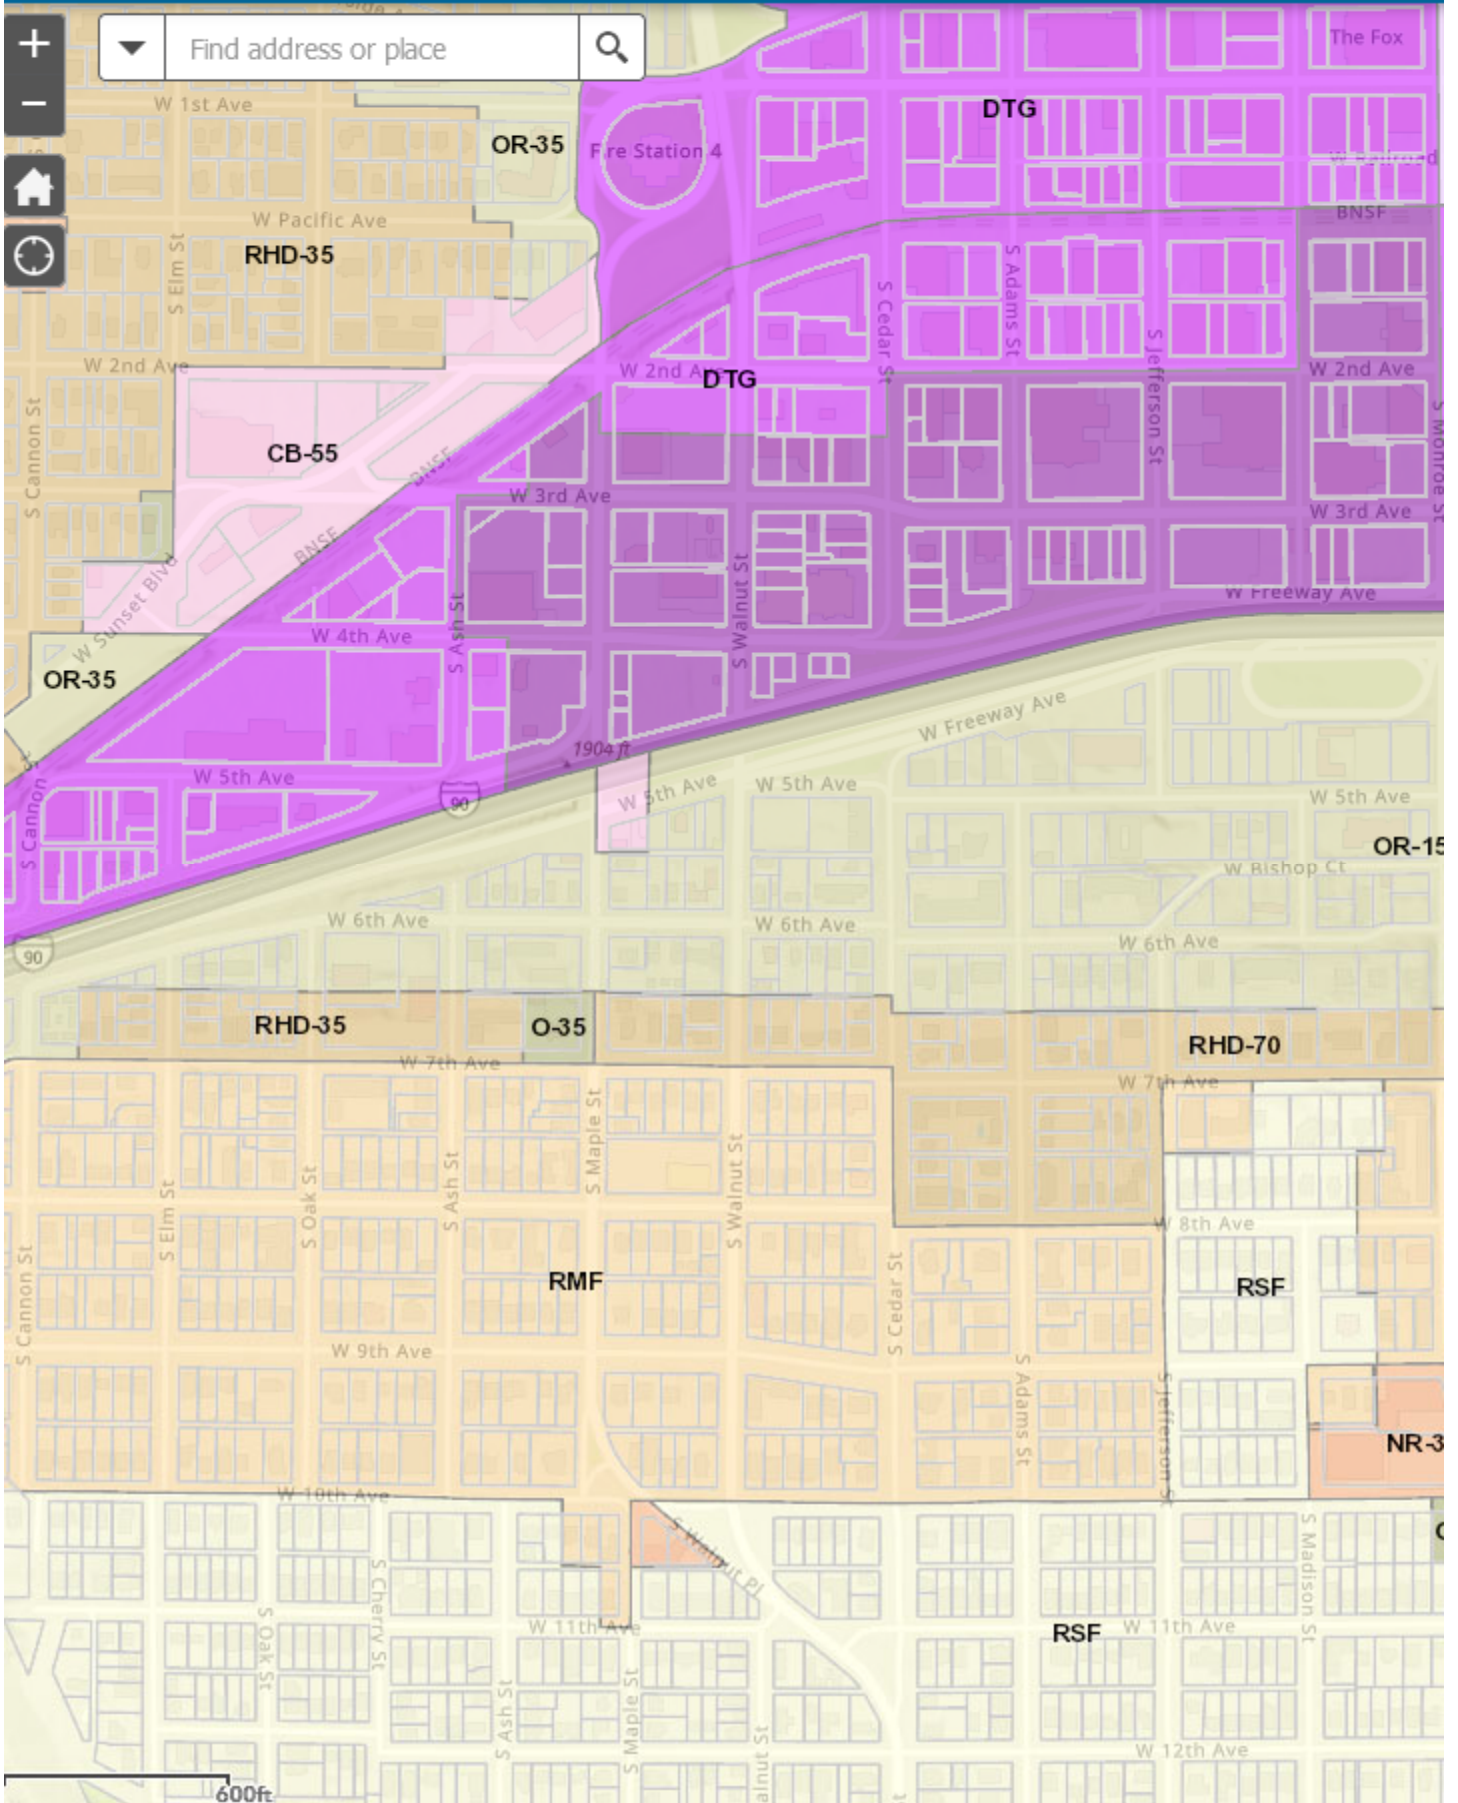 Find address or place
The Fox
W 1st Ave
DTG
OR-35
Fire Station 4
W Railroad
W Pacific Ave
BNSF
RHD-35
S Elm St
S Adams St
S Cedar St
W 2nd Ave
W 2nd Ave
DTG
W 2nd Ave
S Jefferson St
S Cannon St
CB-55
BNSF
S Monroe St
W 3rd Ave
W 3rd Ave
BNSF
W Sunset Blvd
W Freeway Ave
S Ash St
S Walnut St
W 4th Ave
OR-35
W Freeway Ave
1904 ft
W 5th Ave
W 5th Ave
W 5th Ave
W 5th Ave
90
S Cannon
OR-15
W Bishop Ct
W 6th Ave
W 6th Ave
W 6th Ave
90
RHD-35
O-35
RHD-70
W 7th Ave
W 7th Ave
S Maple St
S Walnut St
S Ash St
S Oak St
S Elm St
W 8th Ave
S Cannon St
RMF
S Cedar St
RSF
W 9th Ave
S Adams St
S Jefferson St
NR-3
W 10th Ave
S Walnut Pl
S Madison St
S Cherry St
S Oak St
W 11th Ave
RSF
W 11th Ave
S Ash St
S Maple St
alnut St
W 12th Ave
600ft